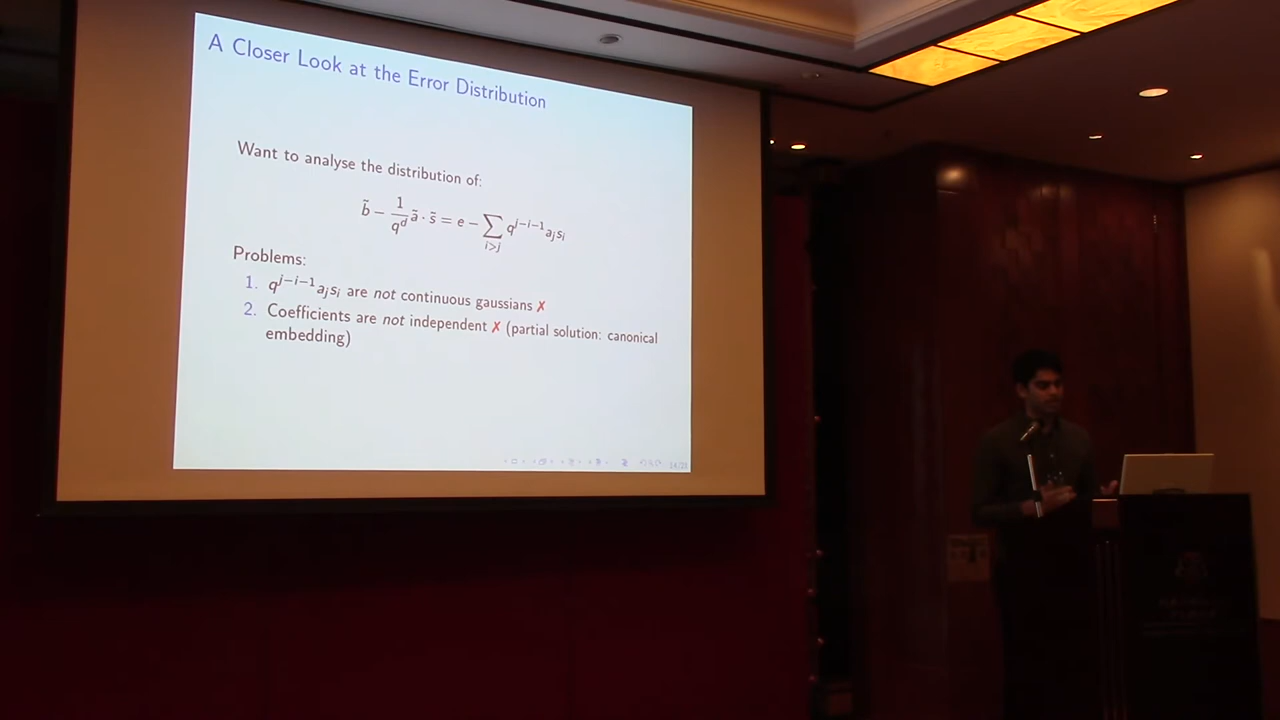 A Closer Look at the Error Distribution
Want to analyse the distribution of:
b̃ − 1/q^d ã · s̃ = e − ∑_{i>j} q^{j−i−1} a_j s_i
Problems:
1. q^{j−i−1} a_j s_i are not continuous gaussians ✗
2. Coefficients are not independent ✗ (partial solution: canonical
embedding)